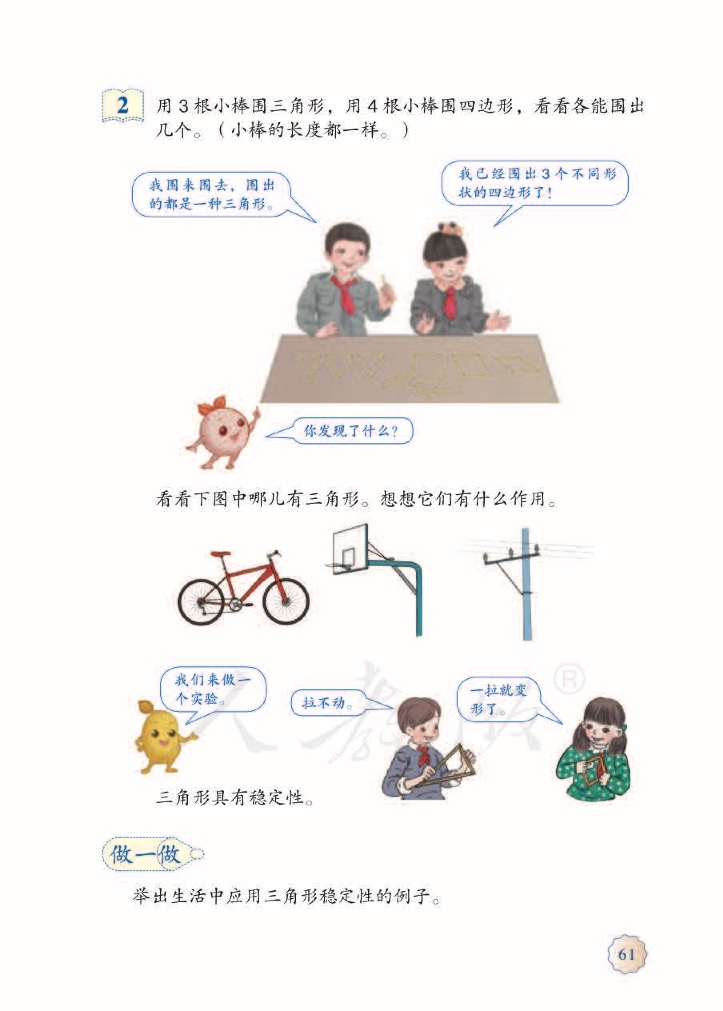 2 用 3 根小棒围三角形，用 4 根小棒围四边形，看看各能围出
几个。（小棒的长度都一样。）
我围来围去，围出
的都是一种三角形。
我已经围出 3 个不同形
状的四边形了！
你发现了什么？
看看下图中哪儿有三角形。想想它们有什么作用。
我们来做一
个实验。
拉不动。
一拉就变
形了。
三角形具有稳定性。
做一做
举出生活中应用三角形稳定性的例子。
61